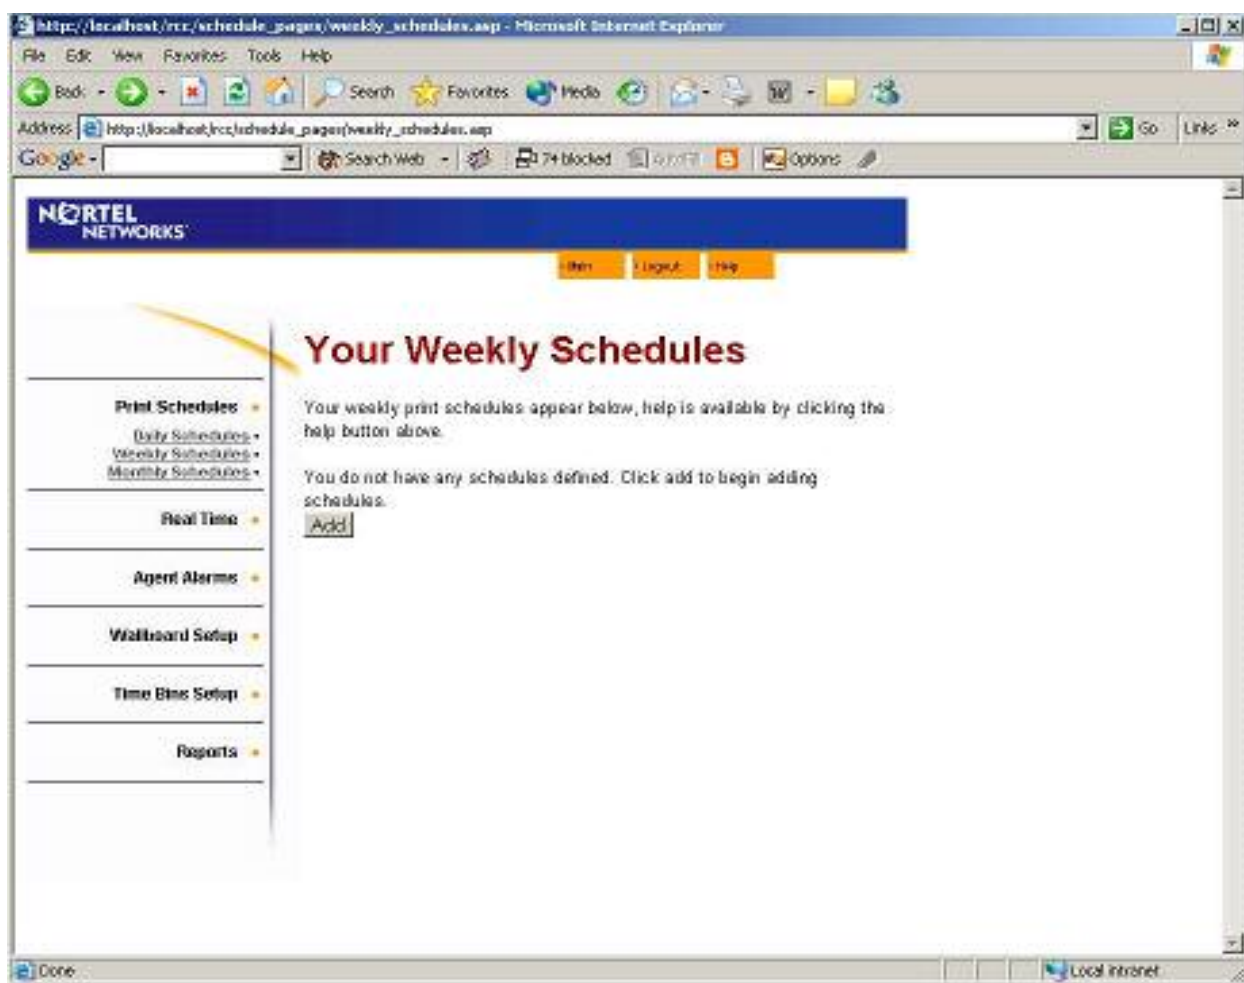 http://localhost/rcc/schedule_pages/weekly_schedules.asp - Microsoft Internet Explorer
File Edit View Favorites Tools Help
Back Search Favorites Media
Address http://localhost/rcc/schedule_pages/weekly_schedules.asp Go Links »
Google Search Web 74 blocked AutoFill Options
NORTEL
NETWORKS
Main Logout Help
Your Weekly Schedules
Print Schedules
Daily Schedules
Weekly Schedules
Monthly Schedules
Real Time
Agent Alarms
Wallboard Setup
Time Bins Setup
Reports
Your weekly print schedules appear below, help is available by clicking the
help button above.
You do not have any schedules defined. Click add to begin adding
schedules.
Add
Done Local intranet